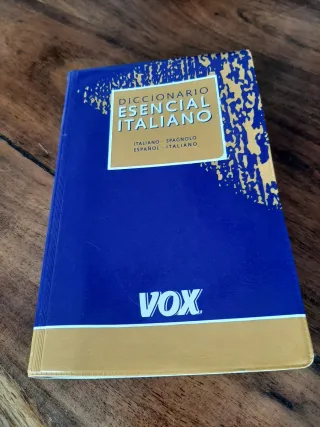 DICCIONARIO
ESENCIAL
ITALIANO
ITALIANO - SPAGNOLO
ESPAÑOL - ITALIANO
VOX